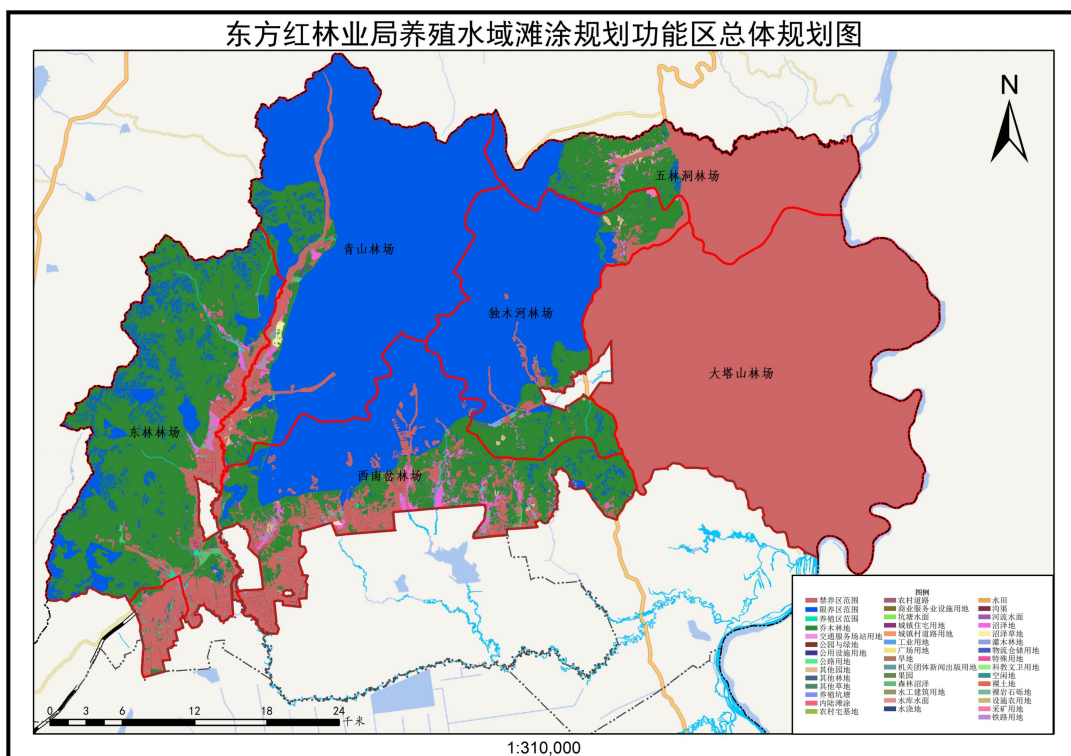 东方红林业局养殖水域滩涂规划功能区总体规划图
N
五林洞林场
青山林场
独木河林场
大塔山林场
东林林场
西南岔林场
图例
禁养区范围
限养区范围
养殖区范围
乔木林地
交通服务场站用地
公园与绿地
公用设施用地
公路用地
其他园地
其他林地
其他草地
养殖坑塘
内陆滩涂
农村宅基地
农村道路
商业服务业设施用地
坑塘水面
城镇住宅用地
城镇村道路用地
工业用地
广场用地
旱地
机关团体新闻出版用地
果园
森林沼泽
水工建筑用地
水库水面
水浇地
水田
沟渠
河流水面
沼泽地
沼泽草地
灌木林地
物流仓储用地
特殊用地
科教文卫用地
空闲地
裸土地
裸岩石砾地
设施农用地
采矿用地
铁路用地
0 3 6 12 18 24
千米
1:310,000